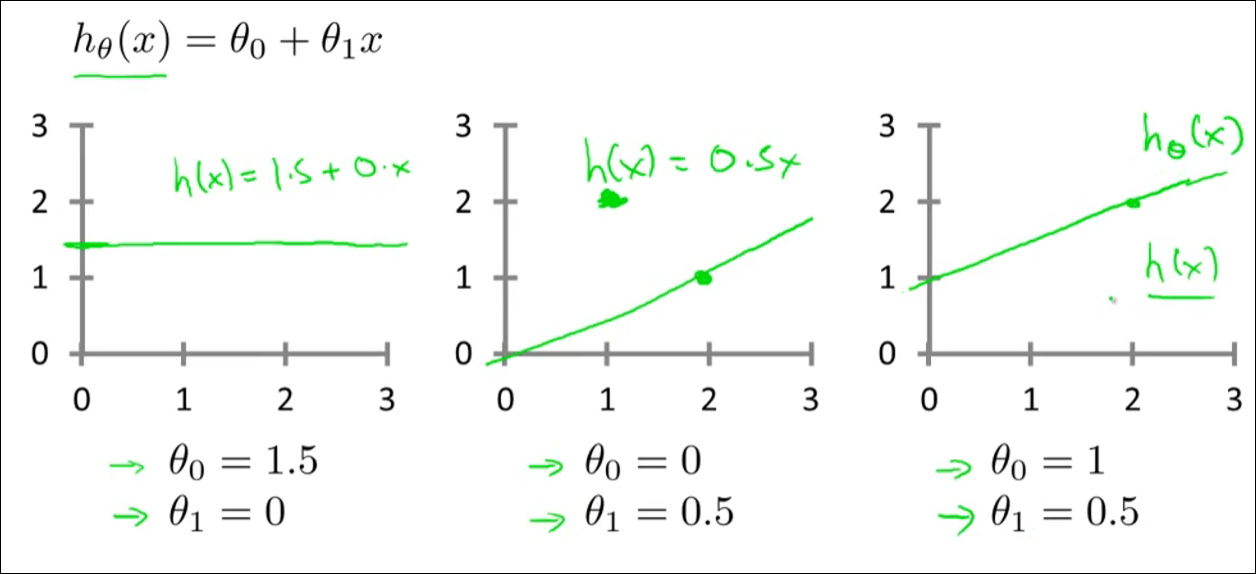 hθ(x) = θ0 + θ1x
3
2
1
0
0 1 2 3
h(x) = 1.5 + 0·x
→ θ0 = 1.5
→ θ1 = 0
3
2
1
0
0 1 2 3
h(x) = 0.5x
→ θ0 = 0
→ θ1 = 0.5
3
2
1
0
0 1 2 3
hθ(x)
h(x)
→ θ0 = 1
→ θ1 = 0.5